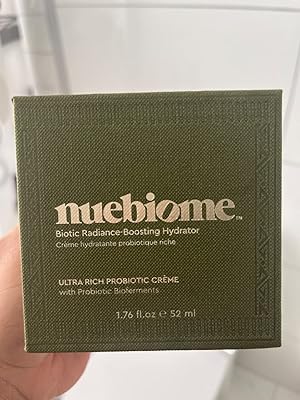 nuebiome™
Biotic Radiance-Boosting Hydrator
Crème hydratante probiotique riche
ULTRA RICH PROBIOTIC CRÈME
with Probiotic Bioferments
1.76 fl.oz ℮ 52 ml